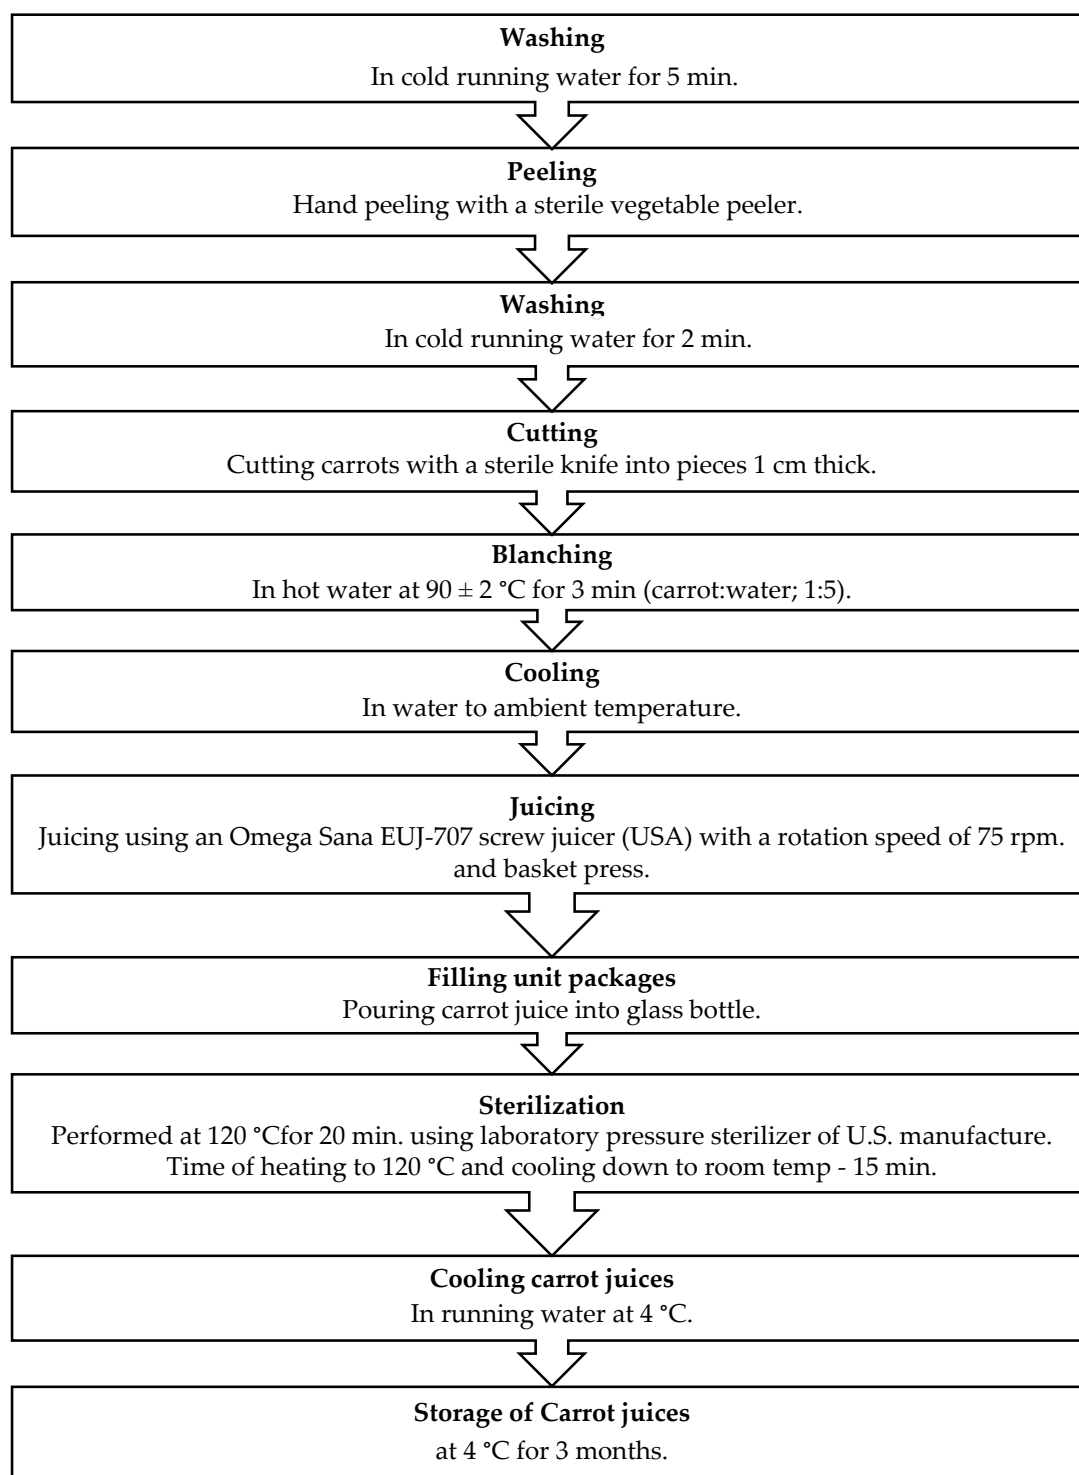 Washing
In cold running water for 5 min.
Peeling
Hand peeling with a sterile vegetable peeler.
Washing
In cold running water for 2 min.
Cutting
Cutting carrots with a sterile knife into pieces 1 cm thick.
Blanching
In hot water at 90 ± 2 °C for 3 min (carrot:water; 1:5).
Cooling
In water to ambient temperature.
Juicing
Juicing using an Omega Sana EUJ-707 screw juicer (USA) with a rotation speed of 75 rpm.
and basket press.
Filling unit packages
Pouring carrot juice into glass bottle.
Sterilization
Performed at 120 °Cfor 20 min. using laboratory pressure sterilizer of U.S. manufacture.
Time of heating to 120 °C and cooling down to room temp - 15 min.
Cooling carrot juices
In running water at 4 °C.
Storage of Carrot juices
at 4 °C for 3 months.